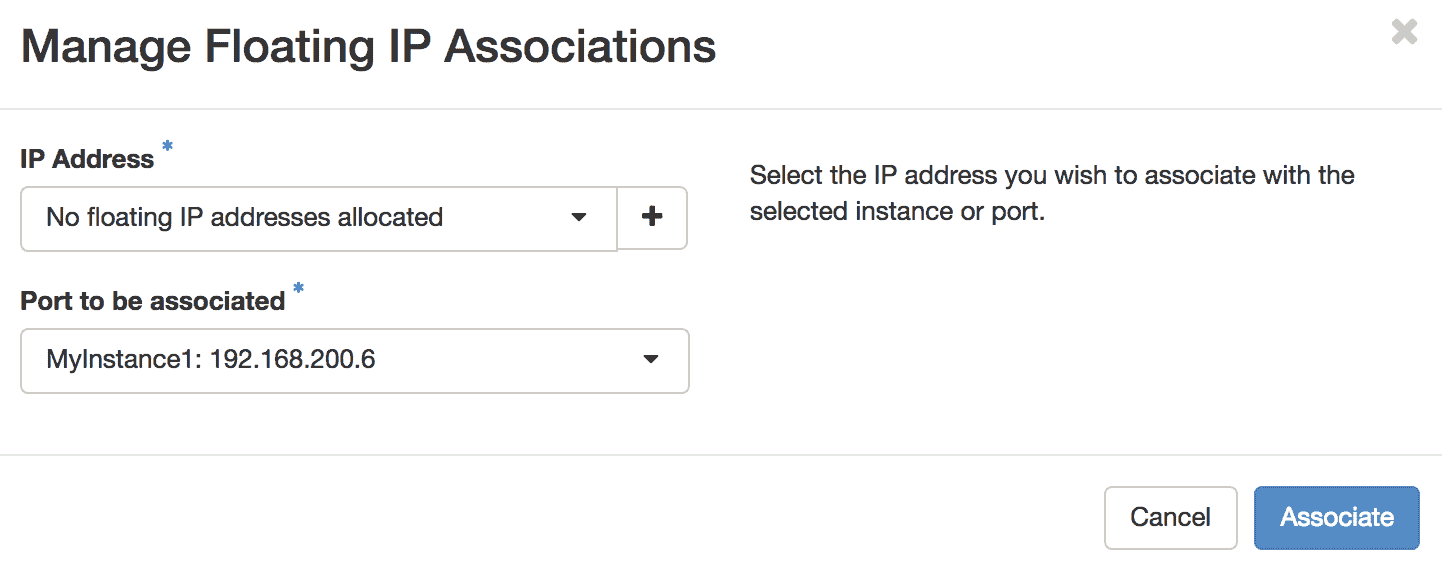 Manage Floating IP Associations
IP Address *
No floating IP addresses allocated
Select the IP address you wish to associate with the
selected instance or port.
Port to be associated *
MyInstance1: 192.168.200.6
Cancel
Associate